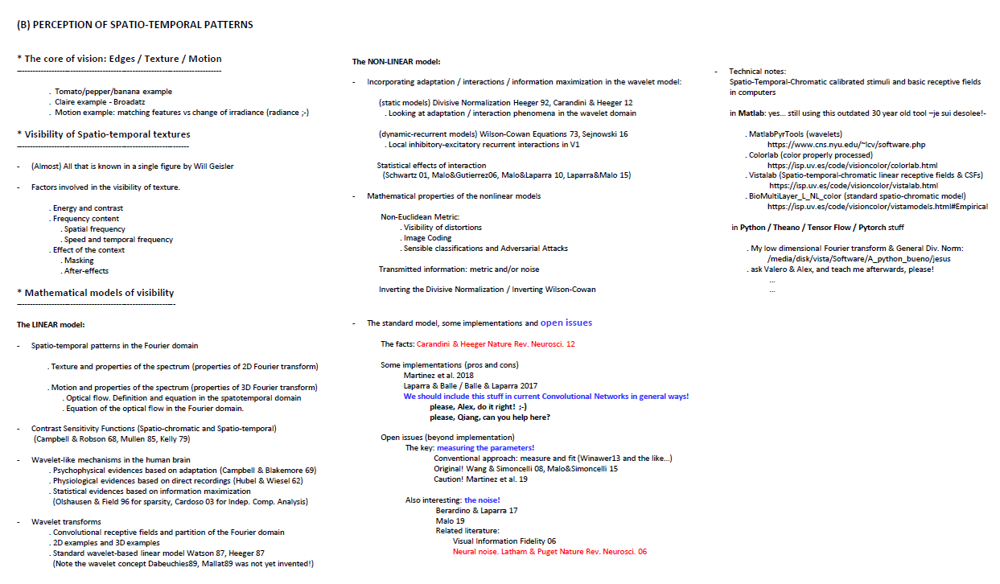 (B) PERCEPTION OF SPATIO-TEMPORAL PATTERNS
* The core of vision: Edges / Texture / Motion
. Tomato/pepper/banana example
. Claire example - Broadatz
. Motion example: matching features vs change of irradiance (radiance ;-)
* Visibility of Spatio-temporal textures
- (Almost) All that is known in a single figure by Will Geisler
- Factors involved in the visibility of texture.
. Energy and contrast
. Frequency content
. Spatial frequency
. Speed and temporal frequency
. Effect of the context
. Masking
. After-effects
* Mathematical models of visibility
The LINEAR model:
- Spatio-temporal patterns in the Fourier domain
. Texture and properties of the spectrum (properties of 2D Fourier transform)
. Motion and properties of the spectrum (properties of 3D Fourier transform)
. Optical flow. Definition and equation in the spatotemporal domain
. Equation of the optical flow in the Fourier domain.
- Contrast Sensitivity Functions (Spatio-chromatic and Spatio-temporal)
(Campbell & Robson 68, Mullen 85, Kelly 79)
- Wavelet-like mechanisms in the human brain
. Psychophysical evidences based on adaptation (Campbell & Blakemore 69)
. Physiological evidences based on direct recordings (Hubel & Wiesel 62)
. Statistical evidences based on information maximization
(Olshausen & Field 96 for sparsity, Cardoso 03 for Indep. Comp. Analysis)
- Wavelet transforms
. Convolutional receptive fields and partition of the Fourier domain
. 2D examples and 3D examples
. Standard wavelet-based linear model Watson 87, Heeger 87
(Note the wavelet concept Dabeuchies89, Mallat89 was not yet invented!)
The NON-LINEAR model:
- Incorporating adaptation / interactions / information maximization in the wavelet model:
(static models) Divisive Normalization Heeger 92, Carandini & Heeger 12
. Looking at adaptation / interaction phenomena in the wavelet domain
(dynamic-recurrent models) Wilson-Cowan Equations 73, Sejnowski 16
. Local inhibitory-excitatory recurrent interactions in V1
Statistical effects of interaction
(Schwartz 01, Malo&Gutierrez06, Malo&Laparra 10, Laparra&Malo 15)
- Mathematical properties of the nonlinear models
Non-Euclidean Metric:
. Visibility of distortions
. Image Coding
. Sensible classifications and Adversarial Attacks
Transmitted information: metric and/or noise
Inverting the Divisive Normalization / Inverting Wilson-Cowan
- The standard model, some implementations and open issues
The facts: Carandini & Heeger Nature Rev. Neurosci. 12
Some implementations (pros and cons)
Martinez et al. 2018
Laparra & Balle / Balle & Laparra 2017
We should include this stuff in current Convolutional Networks in general ways!
please, Alex, do it right! ;-)
please, Qiang, can you help here?
Open issues (beyond implementation)
The key: measuring the parameters!
Conventional approach: measure and fit (Winawer13 and the like...)
Original! Wang & Simoncelli 08, Malo&Simoncelli 15
Caution! Martinez et al. 19
Also interesting: the noise!
Berardino & Laparra 17
Malo 19
Related literature:
Visual Information Fidelity 06
Neural noise. Latham & Puget Nature Rev. Neurosci. 06
- Technical notes:
Spatio-Temporal-Chromatic calibrated stimuli and basic receptive fields
in computers
in Matlab: yes... still using this outdated 30 year old tool –je sui desolee!-
. MatlabPyrTools (wavelets)
https://www.cns.nyu.edu/~lcv/software.php
. Colorlab (color properly processed)
https://isp.uv.es/code/visioncolor/colorlab.html
. Vistalab (Spatio-temporal-chromatic linear receptive fields & CSFs)
https://isp.uv.es/code/visioncolor/vistalab.html
. BioMultiLayer_L_NL_color (standard spatio-chromatic model)
https://isp.uv.es/code/visioncolor/vistamodels.html#Empirical
in Python / Theano / Tensor Flow / Pytorch stuff
. My low dimensional Fourier transform & General Div. Norm:
/media/disk/vista/Software/A_python_bueno/jesus
. ask Valero & Alex, and teach me afterwards, please!
...
...